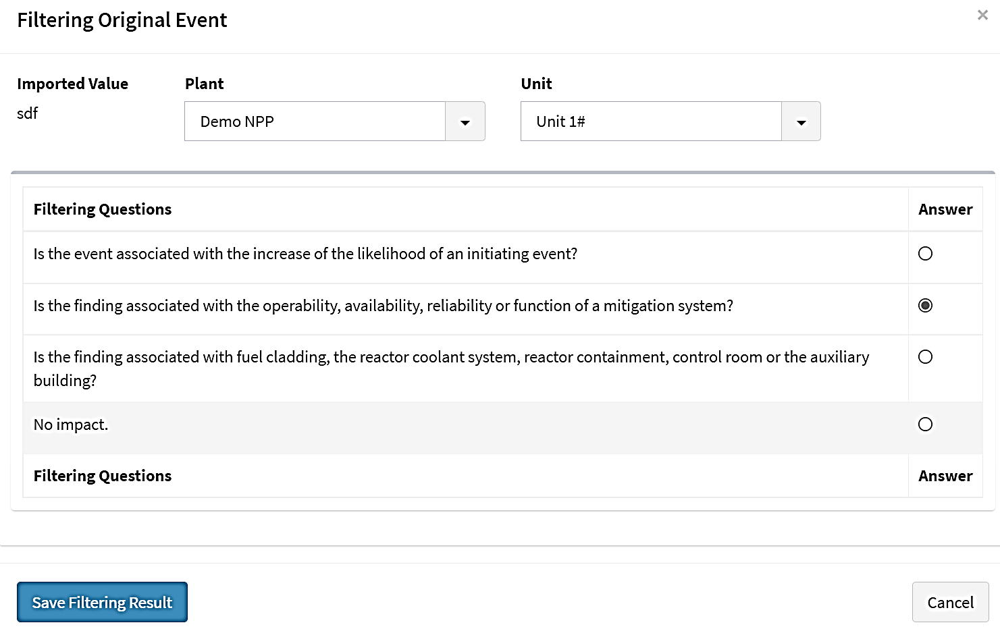 Filtering Original Event
×
Imported Value
Plant
Unit
sdf
Demo NPP
Unit 1#
Filtering Questions
Answer
Is the event associated with the increase of the likelihood of an initiating event?
Is the finding associated with the operability, availability, reliability or function of a mitigation system?
Is the finding associated with fuel cladding, the reactor coolant system, reactor containment, control room or the auxiliary
building?
No impact.
Filtering Questions
Answer
Save Filtering Result
Cancel